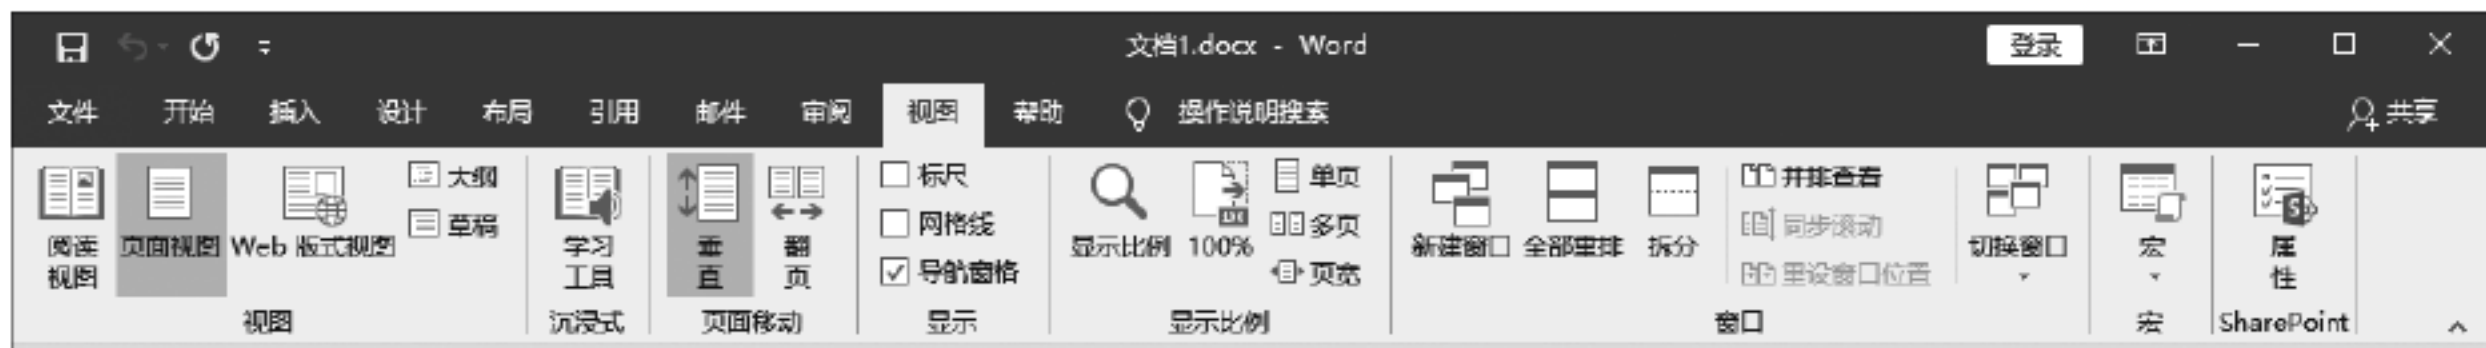 文档1.docx - Word 登录
文件 开始 插入 设计 布局 引用 邮件 审阅 视图 帮助 操作说明搜索 共享
阅读视图 页面视图 Web 版式视图 大纲 草稿
视图
学习工具
沉浸式
垂直 翻页
页面移动
标尺
网格线
导航窗格
显示
显示比例 100% 单页 多页 页宽
显示比例
新建窗口 全部重排 拆分 并排查看 同步滚动 重设窗口位置 切换窗口
窗口
宏
宏
属性
SharePoint